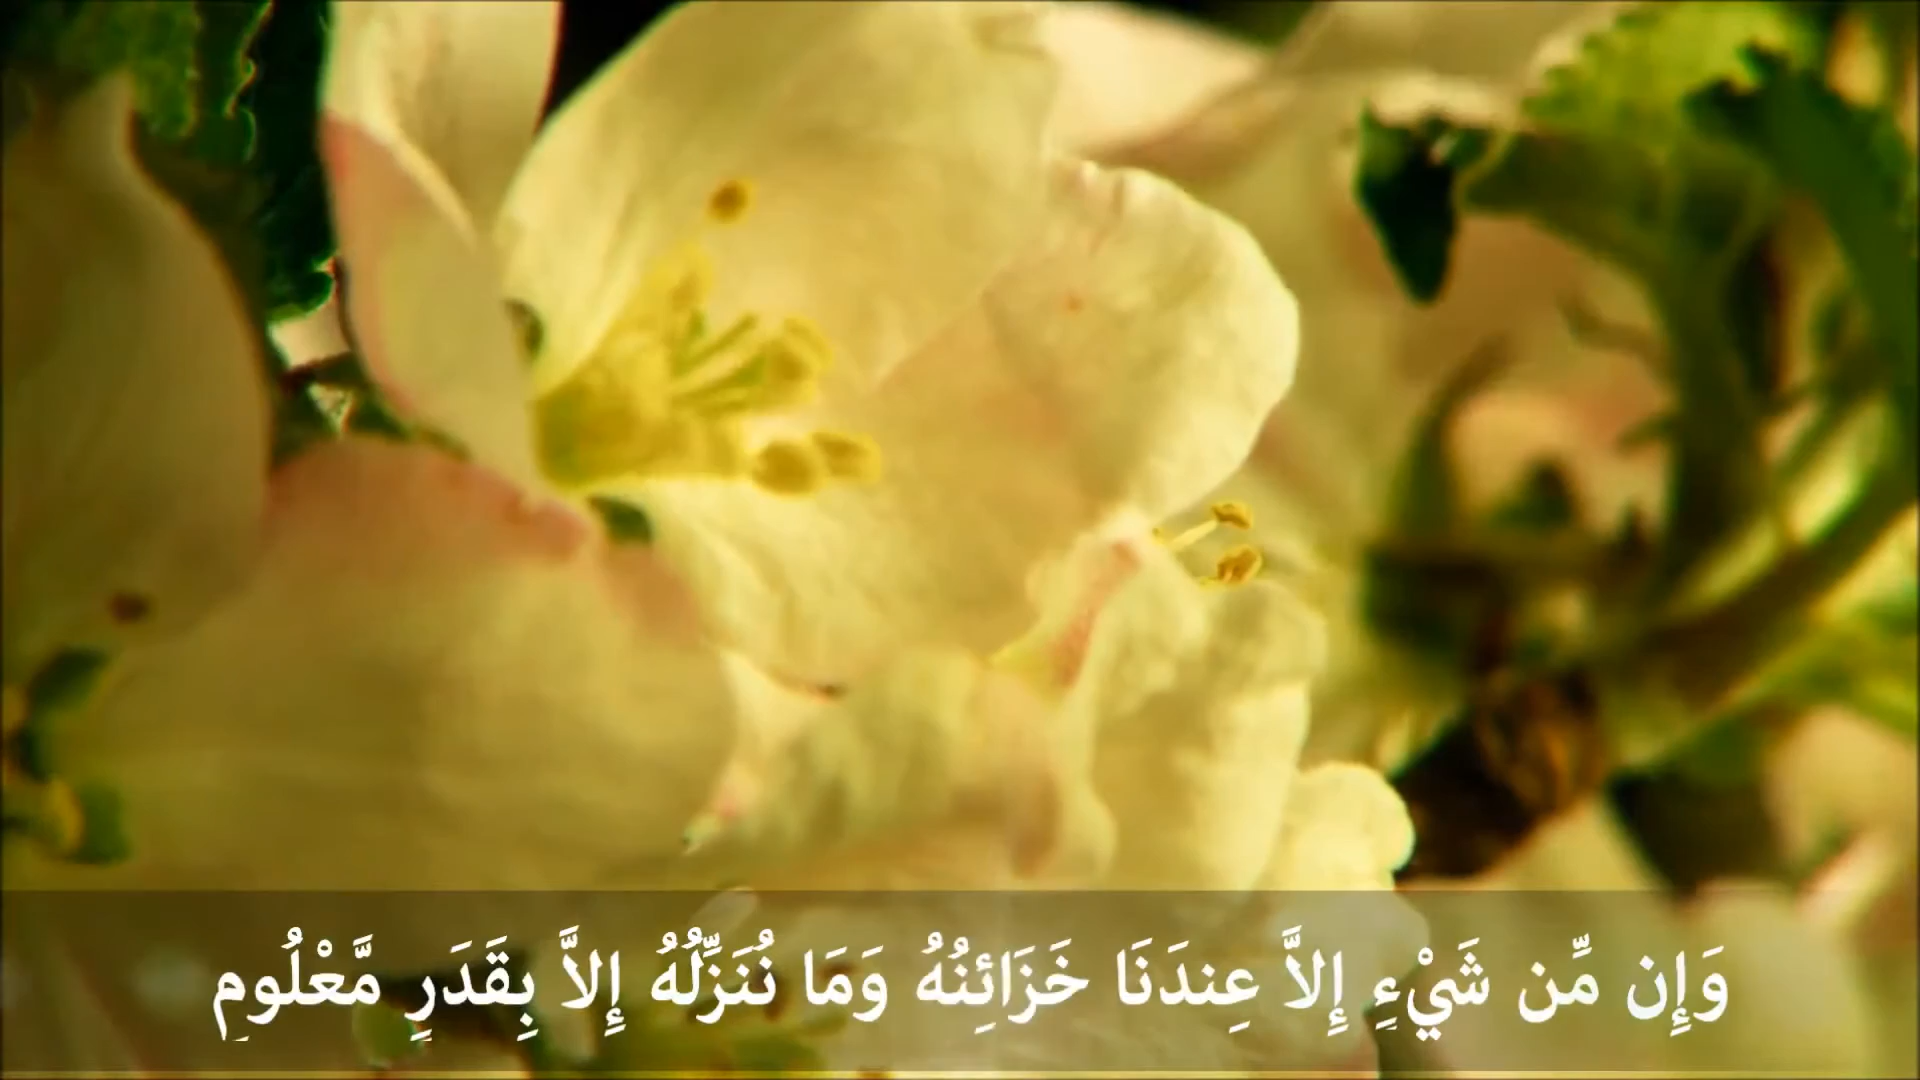 وَإِن مِّن شَيْءٍ إِلاَّ عِندَنَا خَزَائِنُهُ وَمَا نُنَزِّلُهُ إِلاَّ بِقَدَرٍ مَّعْلُومٍ